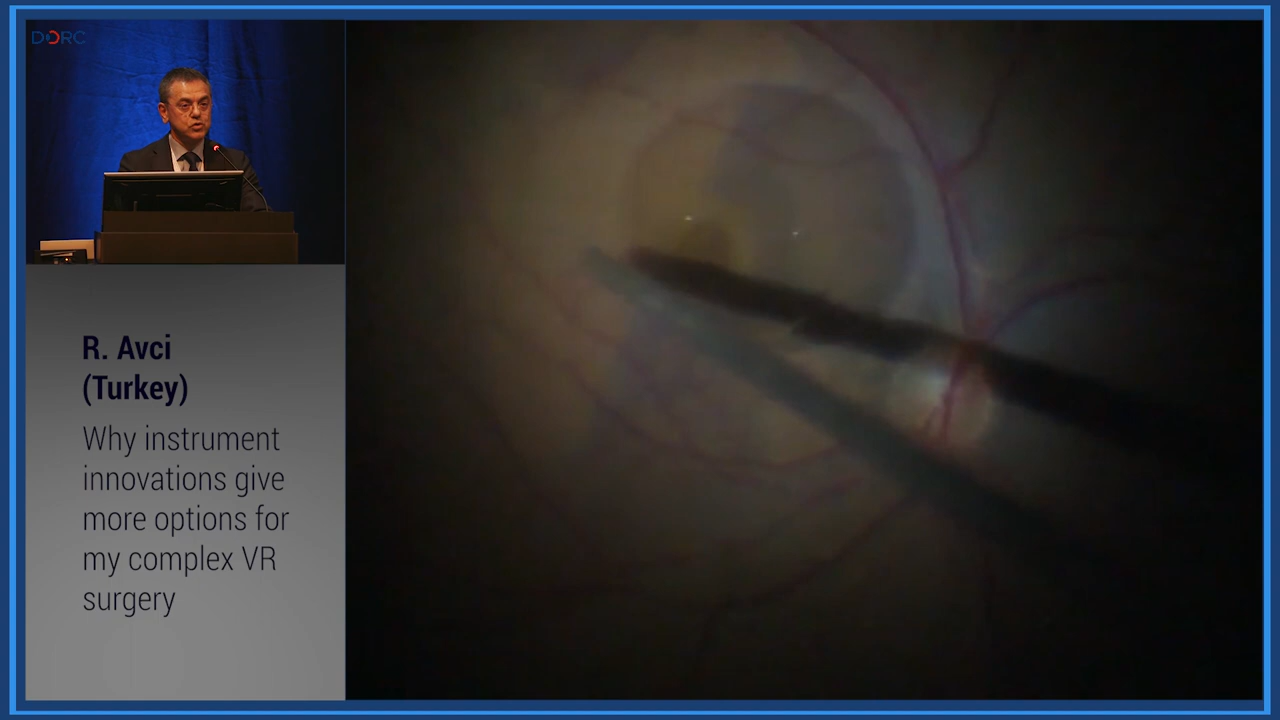 DORC
R. Avci
(Turkey)
Why instrument
innovations give
more options for
my complex VR
surgery